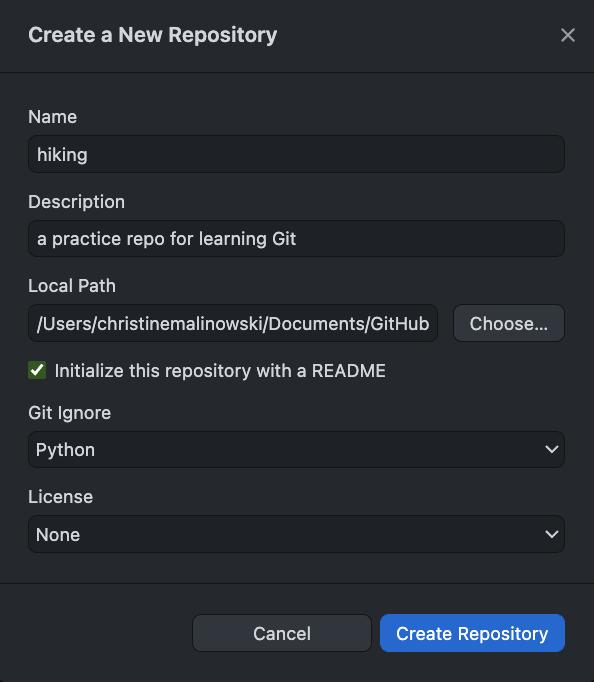 Create a New Repository
Name
hiking
Description
a practice repo for learning Git
Local Path
/Users/christinemalinowski/Documents/GitHub
Choose...
Initialize this repository with a README
Git Ignore
Python
License
None
Cancel
Create Repository